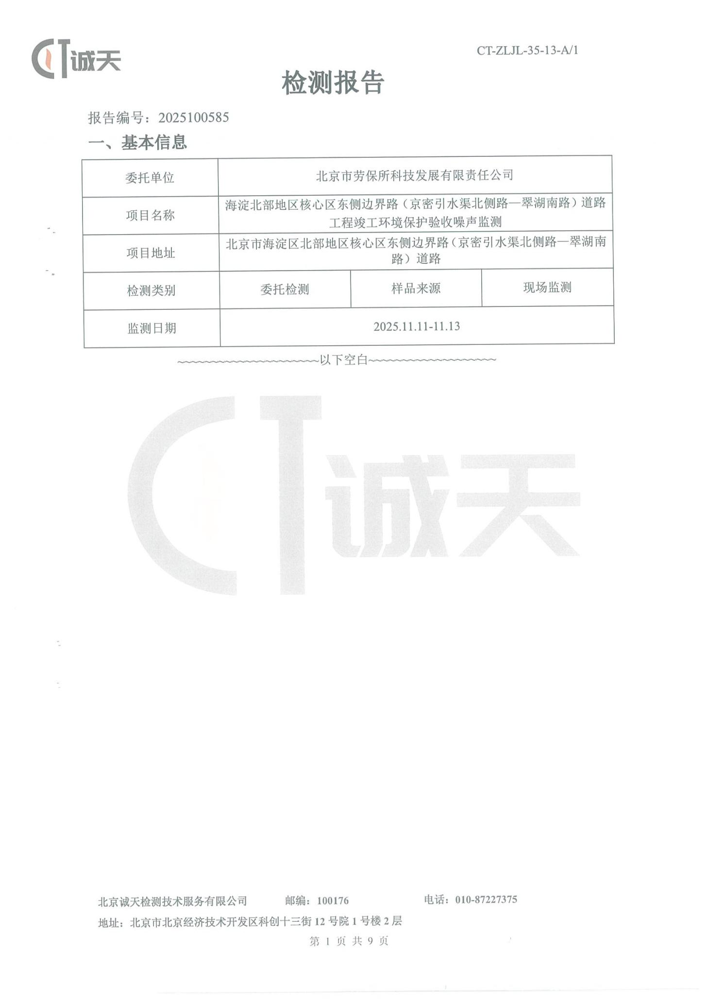 CT诚天
CT-ZLJL-35-13-A/1
检测报告
报告编号：2025100585
一、基本信息
委托单位
北京市劳保所科技发展有限责任公司
项目名称
海淀北部地区核心区东侧边界路（京密引水渠北侧路—翠湖南路）道路
工程竣工环境保护验收噪声监测
项目地址
北京市海淀区北部地区核心区东侧边界路（京密引水渠北侧路—翠湖南
路）道路
检测类别 委托检测 样品来源 现场监测
监测日期 2025.11.11-11.13
~~~~~~~~~~~~~~~~~~~~~~以下空白~~~~~~~~~~~~~~~~~~~~
CT诚天
北京诚天检测技术服务有限公司 邮编：100176 电话：010-87227375
地址：北京市北京经济技术开发区科创十三街 12 号院 1 号楼 2 层
第 1 页 共 9 页